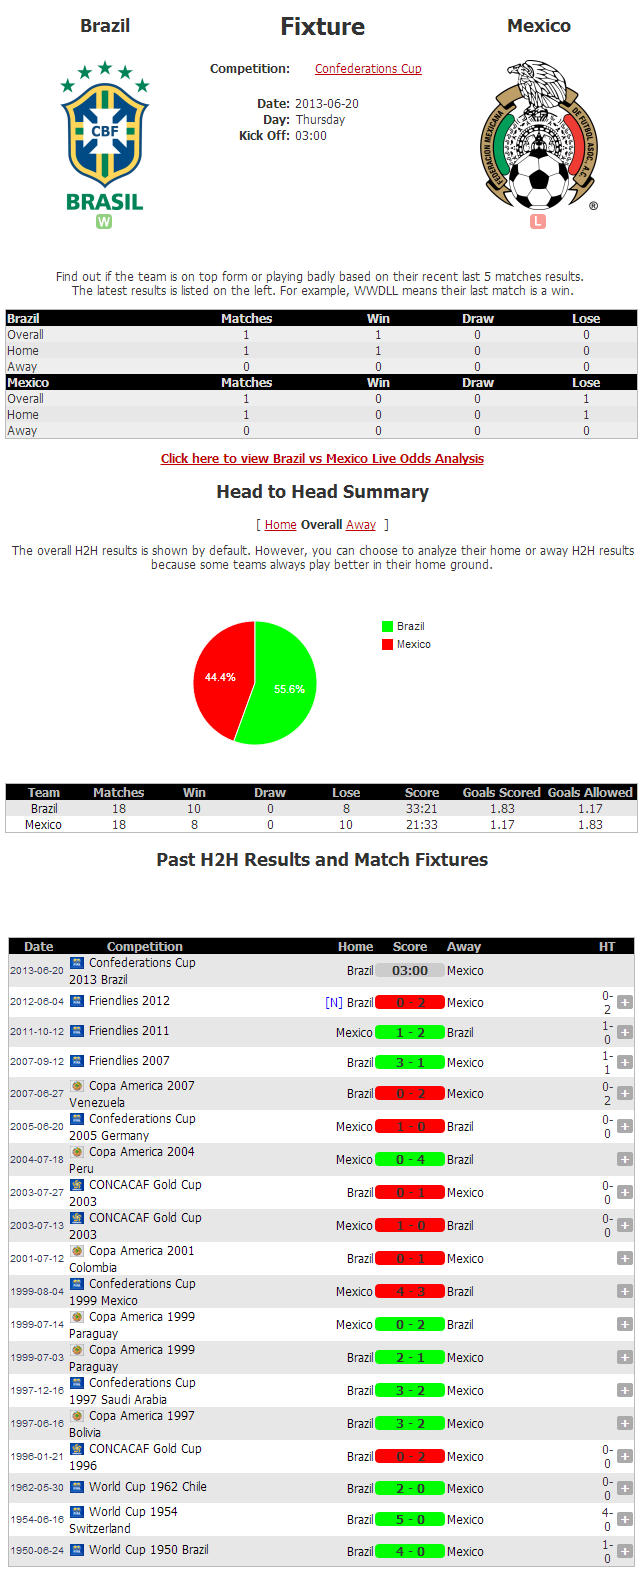 Brazil
Fixture
Mexico
Competition: Confederations Cup
Date: 2013-06-20
Day: Thursday
Kick Off: 03:00
CBF
BRASIL
W
FEDERACION MEXICANA DE FUTBOL ASOC. A.C.
®
L
Find out if the team is on top form or playing badly based on their recent last 5 matches results.
The latest results is listed on the left. For example, WWDLL means their last match is a win.
Brazil Matches Win Draw Lose
Overall 1 1 0 0
Home 1 1 0 0
Away 0 0 0 0
Mexico Matches Win Draw Lose
Overall 1 0 0 1
Home 1 0 0 1
Away 0 0 0 0
Click here to view Brazil vs Mexico Live Odds Analysis
Head to Head Summary
[ Home Overall Away ]
The overall H2H results is shown by default. However, you can choose to analyze their home or away H2H results
because some teams always play better in their home ground.
Brazil
Mexico
44.4%
55.6%
Team Matches Win Draw Lose Score Goals Scored Goals Allowed
Brazil 18 10 0 8 33:21 1.83 1.17
Mexico 18 8 0 10 21:33 1.17 1.83
Past H2H Results and Match Fixtures
Date Competition Home Score Away HT
2013-06-20 Confederations Cup
2013 Brazil Brazil 03:00 Mexico
2012-06-04 Friendlies 2012 [N] Brazil 0 - 2 Mexico 0-
2 +
2011-10-12 Friendlies 2011 Mexico 1 - 2 Brazil 1-
0 +
2007-09-12 Friendlies 2007 Brazil 3 - 1 Mexico 1-
1 +
2007-06-27 Copa America 2007
Venezuela Brazil 0 - 2 Mexico 0-
2 +
2005-06-20 Confederations Cup
2005 Germany Mexico 1 - 0 Brazil 0-
0 +
2004-07-18 Copa America 2004
Peru Mexico 0 - 4 Brazil +
2003-07-27 CONCACAF Gold Cup
2003 Brazil 0 - 1 Mexico 0-
0 +
2003-07-13 CONCACAF Gold Cup
2003 Mexico 1 - 0 Brazil 0-
0 +
2001-07-12 Copa America 2001
Colombia Brazil 0 - 1 Mexico +
1999-08-04 Confederations Cup
1999 Mexico Mexico 4 - 3 Brazil +
1999-07-14 Copa America 1999
Paraguay Mexico 0 - 2 Brazil +
1999-07-03 Copa America 1999
Paraguay Brazil 2 - 1 Mexico +
1997-12-16 Confederations Cup
1997 Saudi Arabia Brazil 3 - 2 Mexico +
1997-06-16 Copa America 1997
Bolivia Brazil 3 - 2 Mexico +
1996-01-21 CONCACAF Gold Cup
1996 Brazil 0 - 2 Mexico 0-
0 +
1962-05-30 World Cup 1962 Chile Brazil 2 - 0 Mexico 0-
0 +
1954-06-16 World Cup 1954
Switzerland Brazil 5 - 0 Mexico 4-
0 +
1950-06-24 World Cup 1950 Brazil Brazil 4 - 0 Mexico 1-
0 +